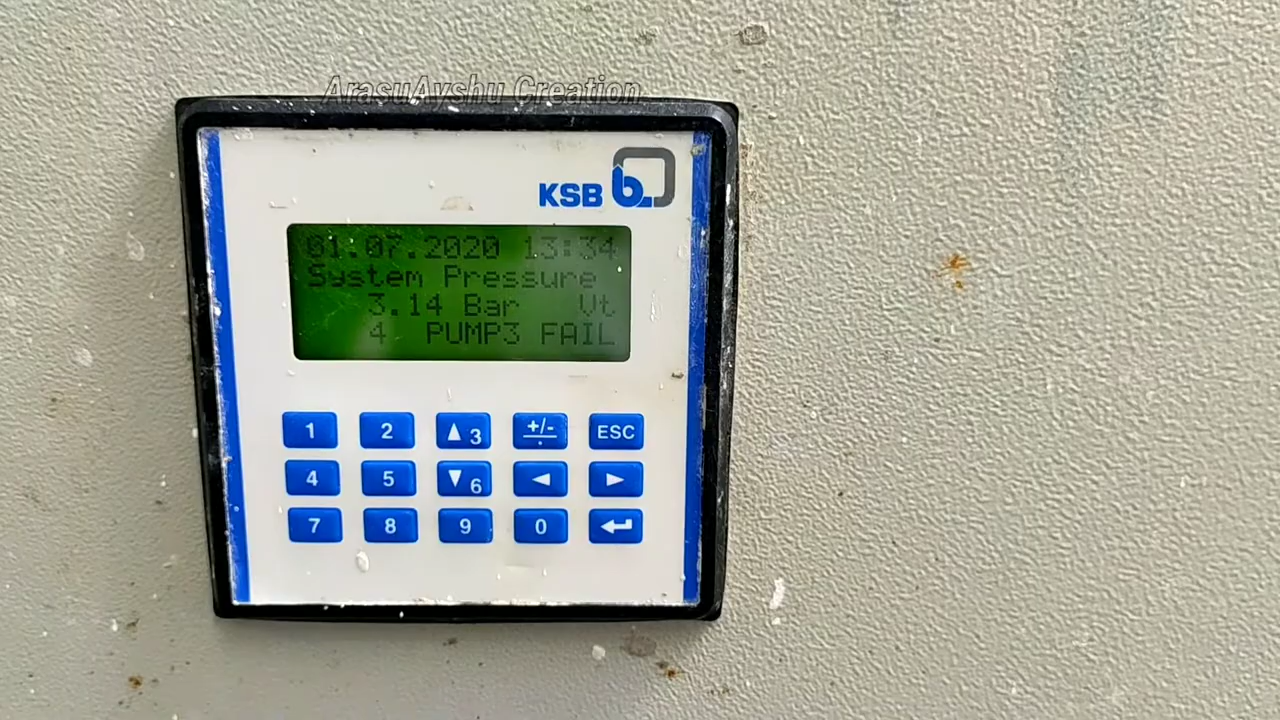 ArasuAyshu Creation
KSB b
01.07.2020 13:34
System Pressure
3.14 Bar Vt
4 PUMP3 FAIL
1 2 ▲3 +/- . ESC
4 5 ▼6 ◄ ►
7 8 9 0 ↵